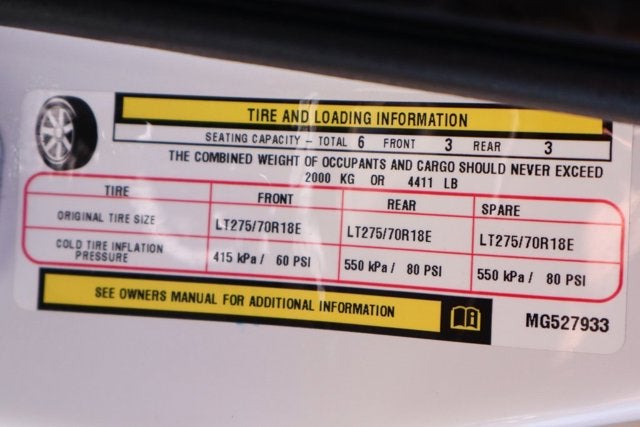 TIRE AND LOADING INFORMATION
SEATING CAPACITY – TOTAL 6 FRONT 3 REAR 3
THE COMBINED WEIGHT OF OCCUPANTS AND CARGO SHOULD NEVER EXCEED
2000 KG OR 4411 LB
TIRE FRONT REAR SPARE
ORIGINAL TIRE SIZE LT275/70R18E LT275/70R18E LT275/70R18E
COLD TIRE INFLATION
PRESSURE 415 kPa / 60 PSI 550 kPa / 80 PSI 550 kPa / 80 PSI
SEE OWNERS MANUAL FOR ADDITIONAL INFORMATION
MG527933